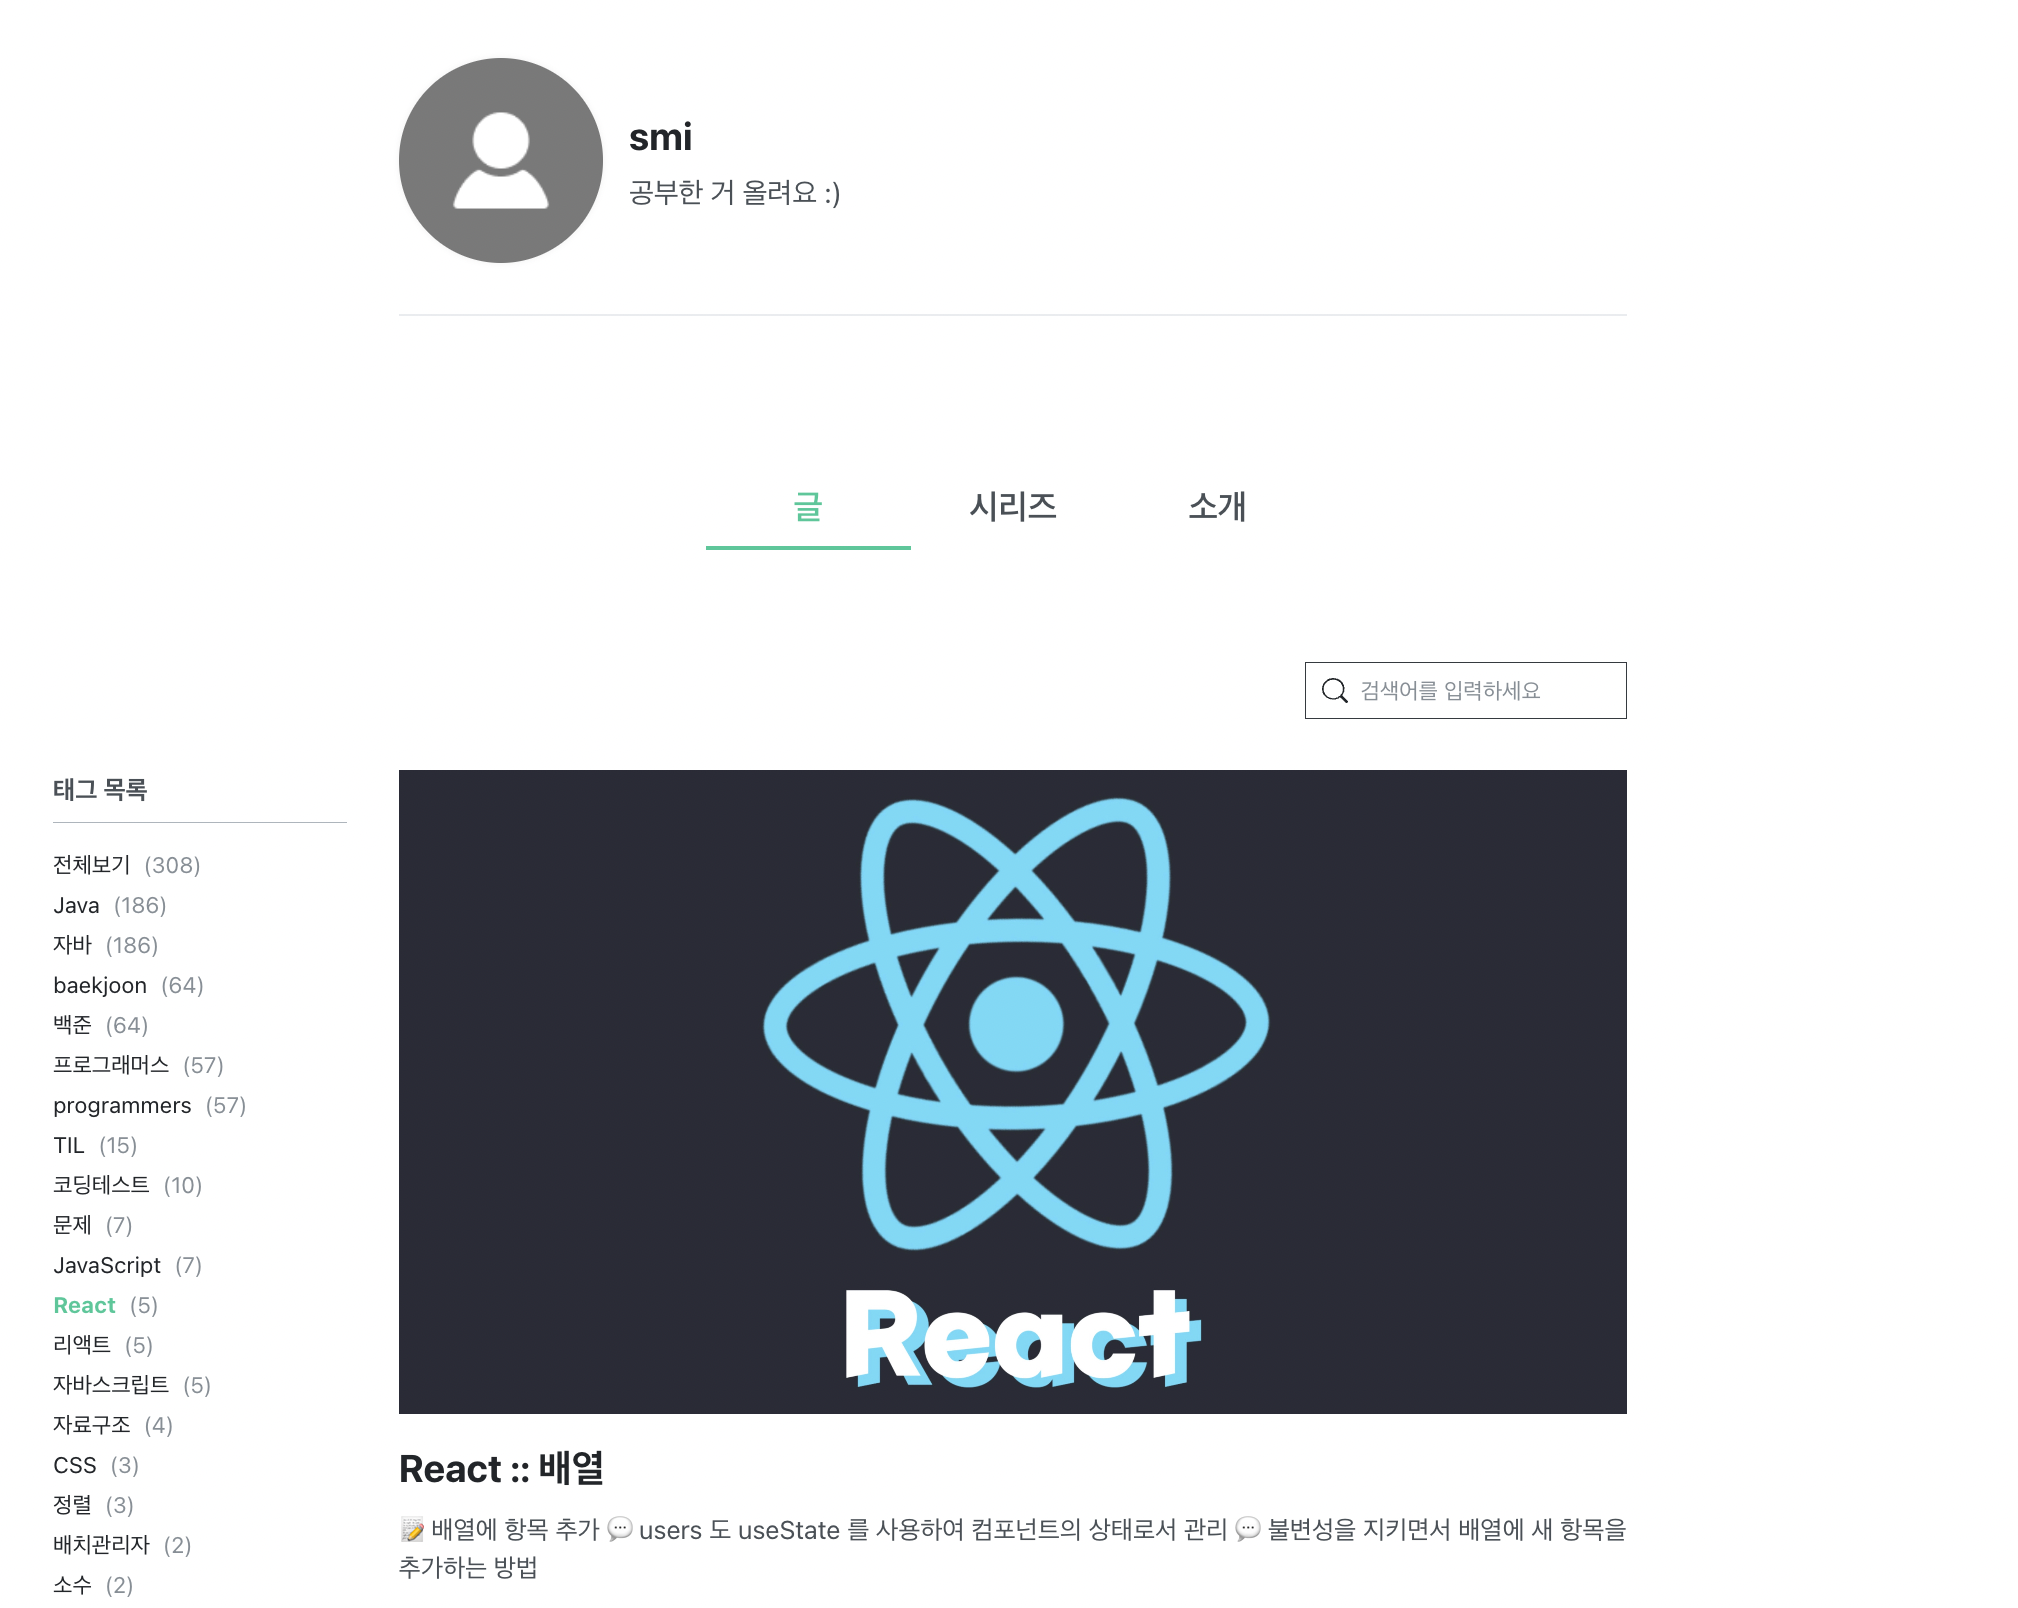 smi
공부한 거 올려요 :)
글
시리즈
소개
검색어를 입력하세요
태그 목록
전체보기 (308)
Java (186)
자바 (186)
baekjoon (64)
백준 (64)
프로그래머스 (57)
programmers (57)
TIL (15)
코딩테스트 (10)
문제 (7)
JavaScript (7)
React (5)
리액트 (5)
자바스크립트 (5)
자료구조 (4)
CSS (3)
정렬 (3)
배치관리자 (2)
소수 (2)
React
React :: 배열
📝 배열에 항목 추가 💬 users 도 useState 를 사용하여 컴포넌트의 상태로서 관리 💬 불변성을 지키면서 배열에 새 항목을
추가하는 방법